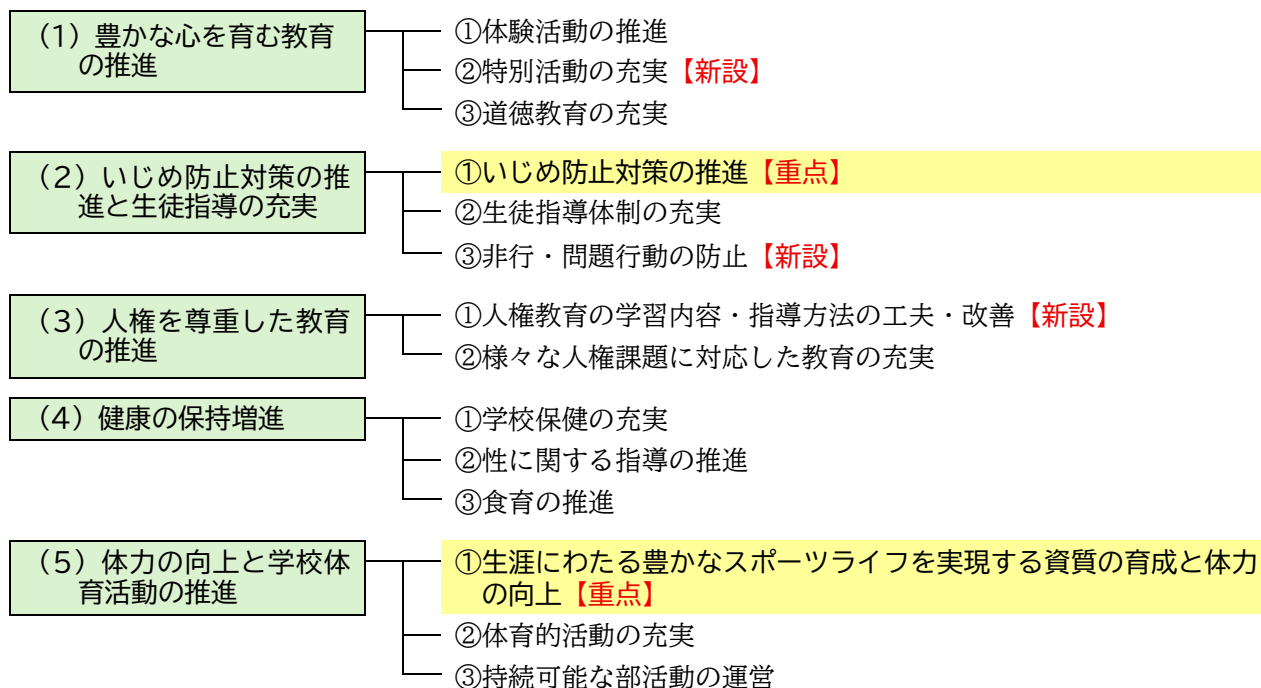 （1）豊かな心を育む教育
の推進
①体験活動の推進
②特別活動の充実【新設】
③道徳教育の充実
（2）いじめ防止対策の推
進と生徒指導の充実
①いじめ防止対策の推進【重点】
②生徒指導体制の充実
③非行・問題行動の防止【新設】
（3）人権を尊重した教育
の推進
①人権教育の学習内容・指導方法の工夫・改善【新設】
②様々な人権課題に対応した教育の充実
（4）健康の保持増進
①学校保健の充実
②性に関する指導の推進
③食育の推進
（5）体力の向上と学校体
育活動の推進
①生涯にわたる豊かなスポーツライフを実現する資質の育成と体力
の向上【重点】
②体育的活動の充実
③持続可能な部活動の運営